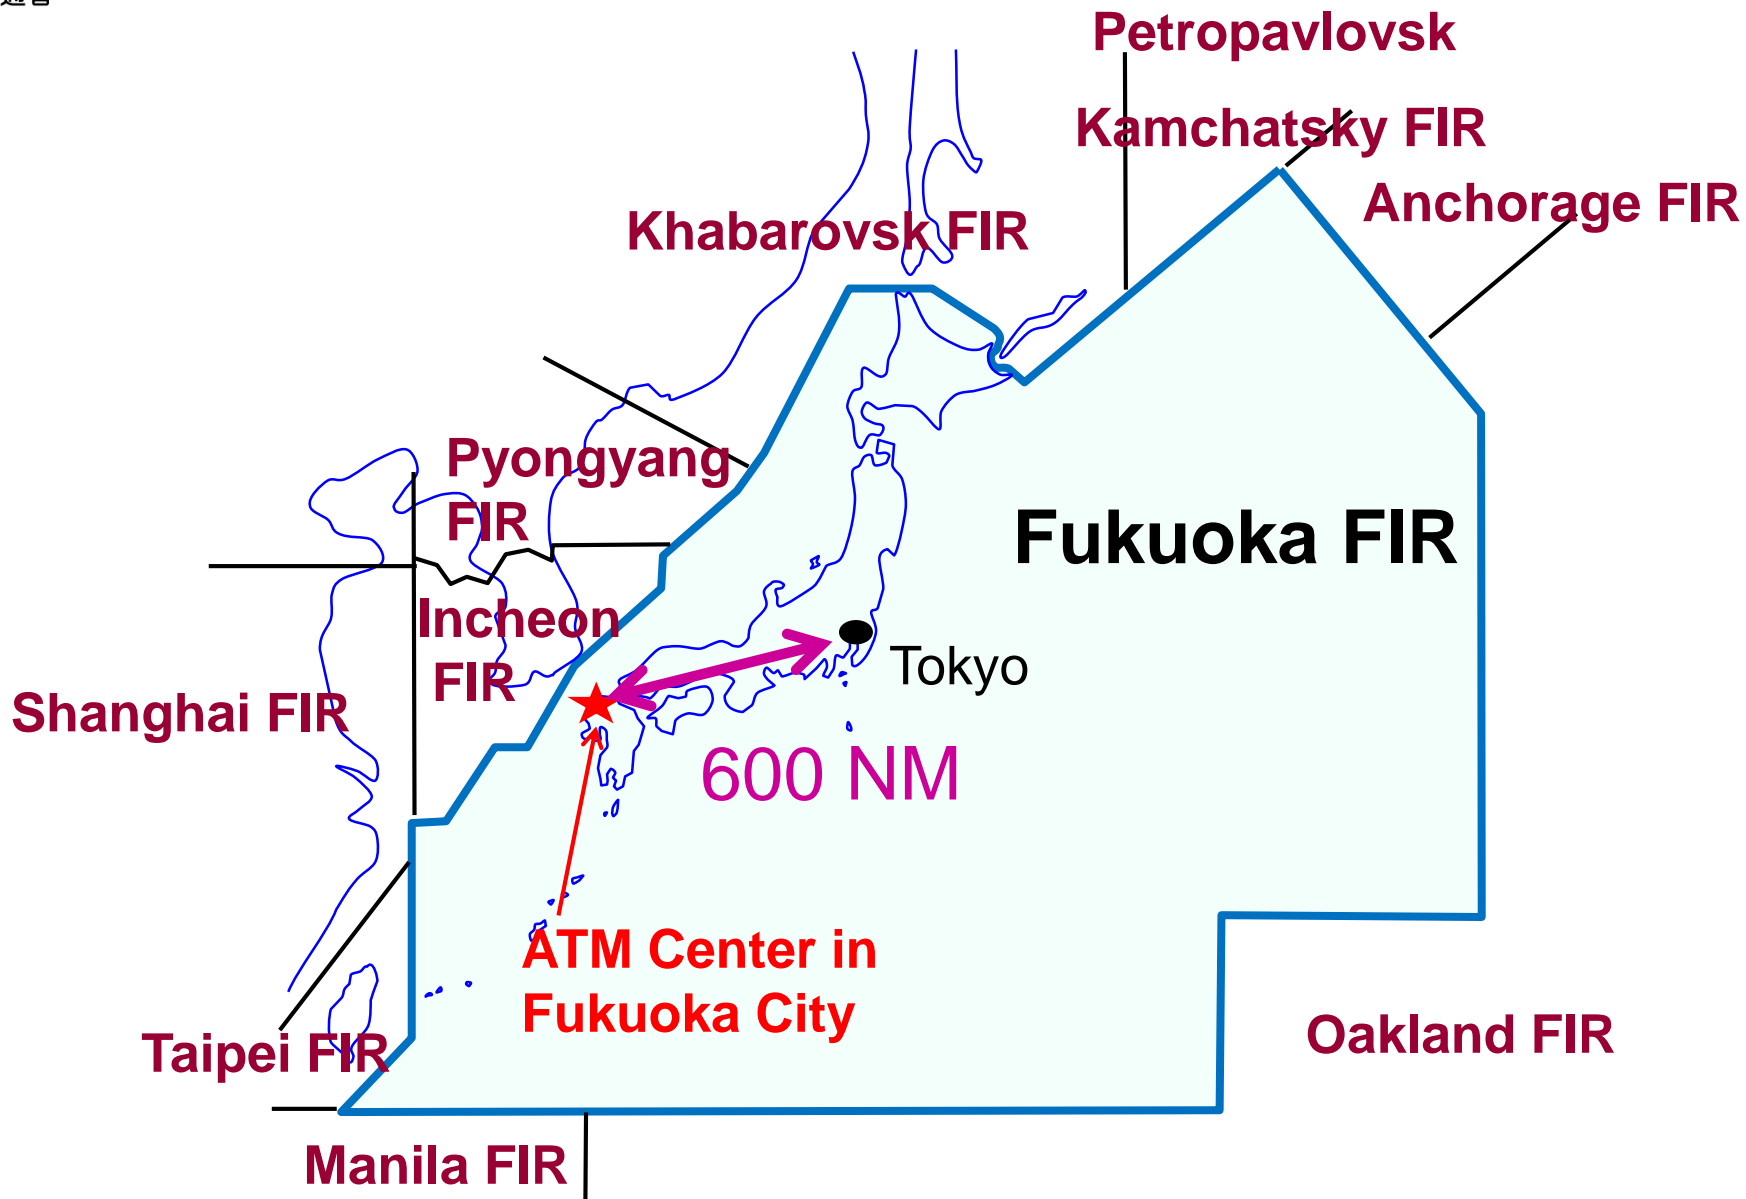 Petropavlovsk
Kamchatsky FIR
Anchorage FIR
Khabarovsk FIR
Pyongyang
FIR
Fukuoka FIR
Incheon
FIR
Tokyo
Shanghai FIR
600 NM
ATM Center in
Fukuoka City
Taipei FIR
Oakland FIR
Manila FIR